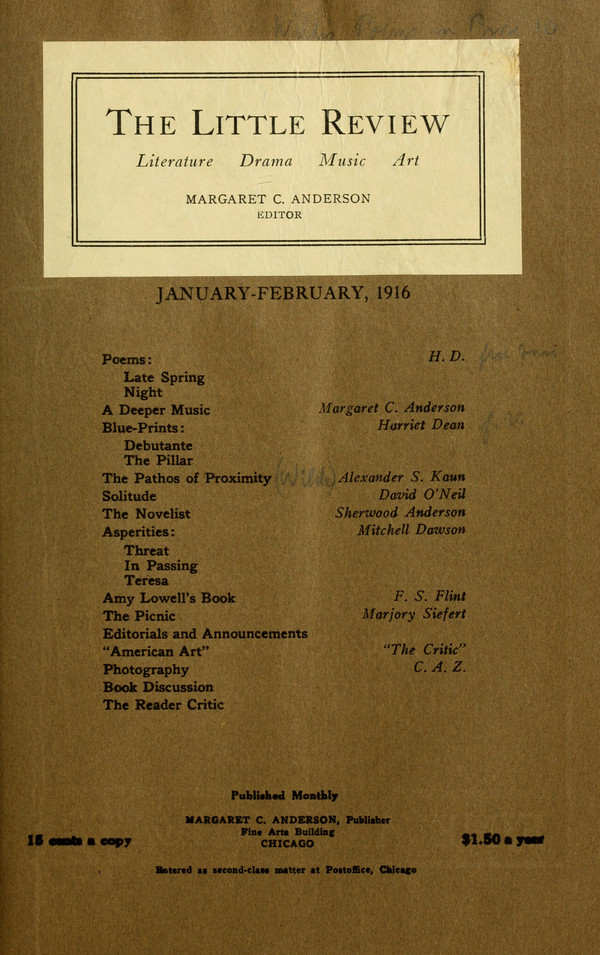 THE LITTLE REVIEW
Literature Drama Music Art
MARGARET C. ANDERSON
EDITOR
JANUARY-FEBRUARY, 1916
Poems: H. D.
Late Spring
Night
A Deeper Music Margaret C. Anderson
Blue-Prints: Harriet Dean
Debutante
The Pillar
The Pathos of Proximity (Wilde) Alexander S. Kaun
Solitude David O'Neil
The Novelist Sherwood Anderson
Asperities: Mitchell Dawson
Threat
In Passing
Teresa
Amy Lowell's Book F. S. Flint
The Picnic Marjory Siefert
Editorials and Announcements
"American Art" "The Critic"
Photography C. A. Z.
Book Discussion
The Reader Critic
Published Monthly
MARGARET C. ANDERSON, Publisher
Fine Arts Building
CHICAGO
15 cents a copy
$1.50 a year
Entered as second-class matter at Postoffice, Chicago